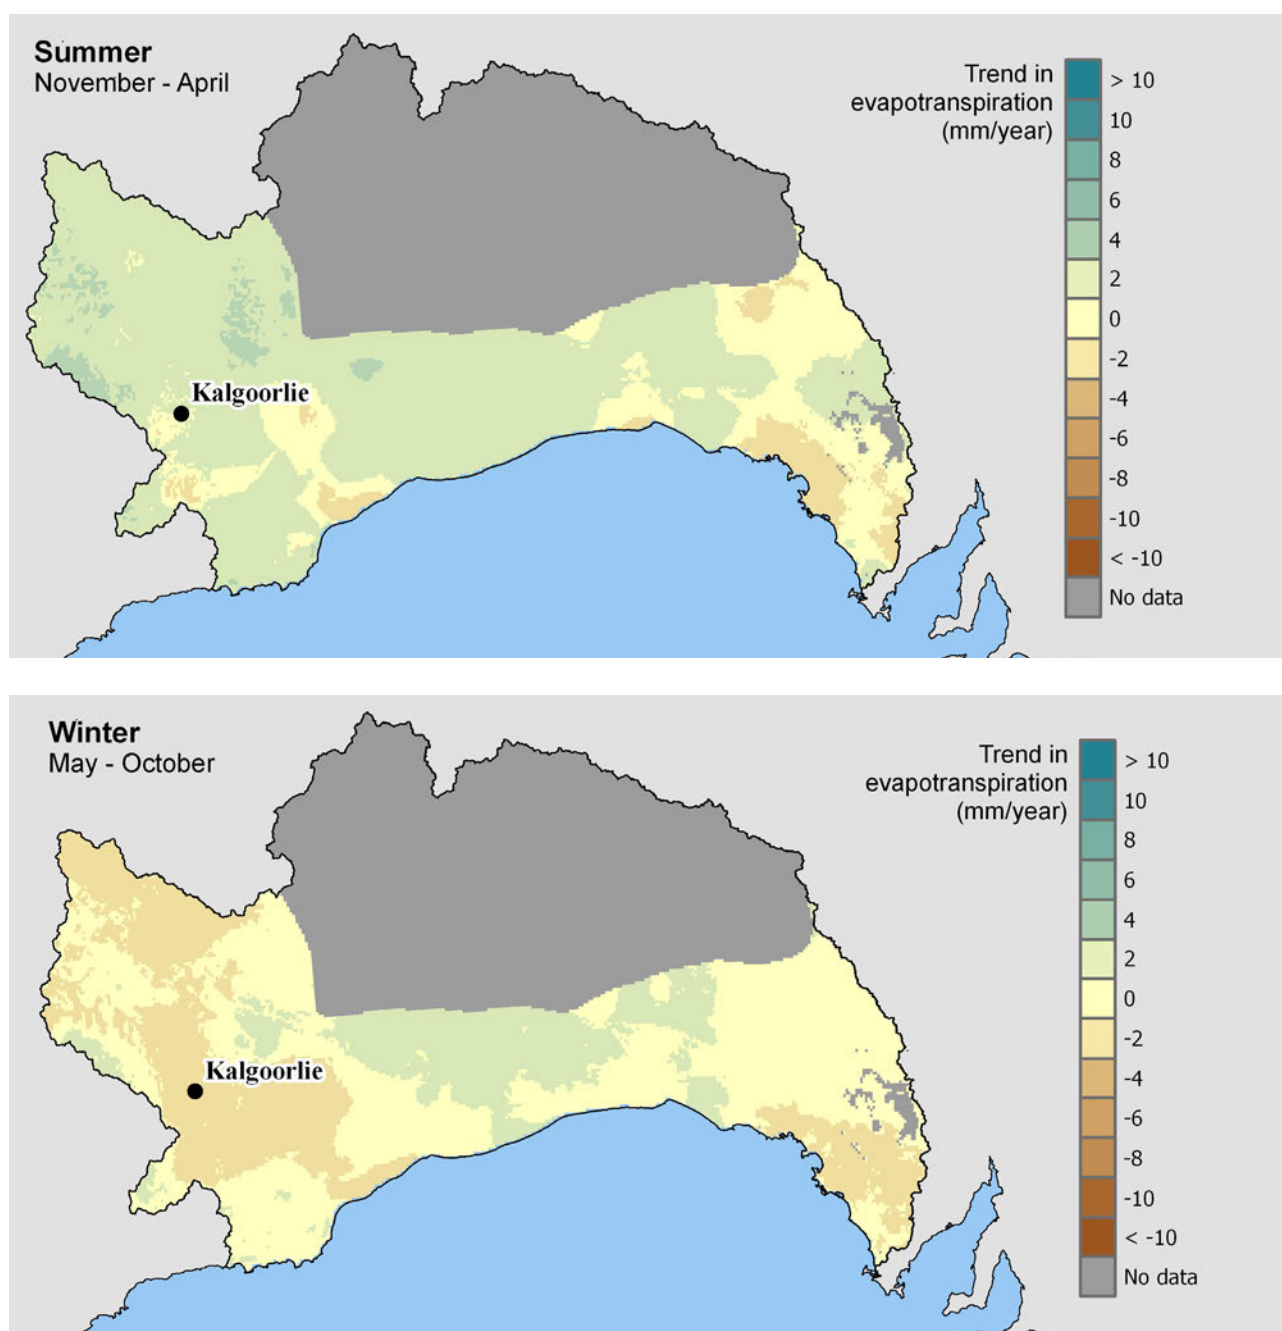 Summer
November - April
Trend in
evapotranspiration
(mm/year)
> 10
10
8
6
4
2
0
-2
-4
-6
-8
-10
< -10
No data
Kalgoorlie
Winter
May - October
Trend in
evapotranspiration
(mm/year)
> 10
10
8
6
4
2
0
-2
-4
-6
-8
-10
< -10
No data
Kalgoorlie